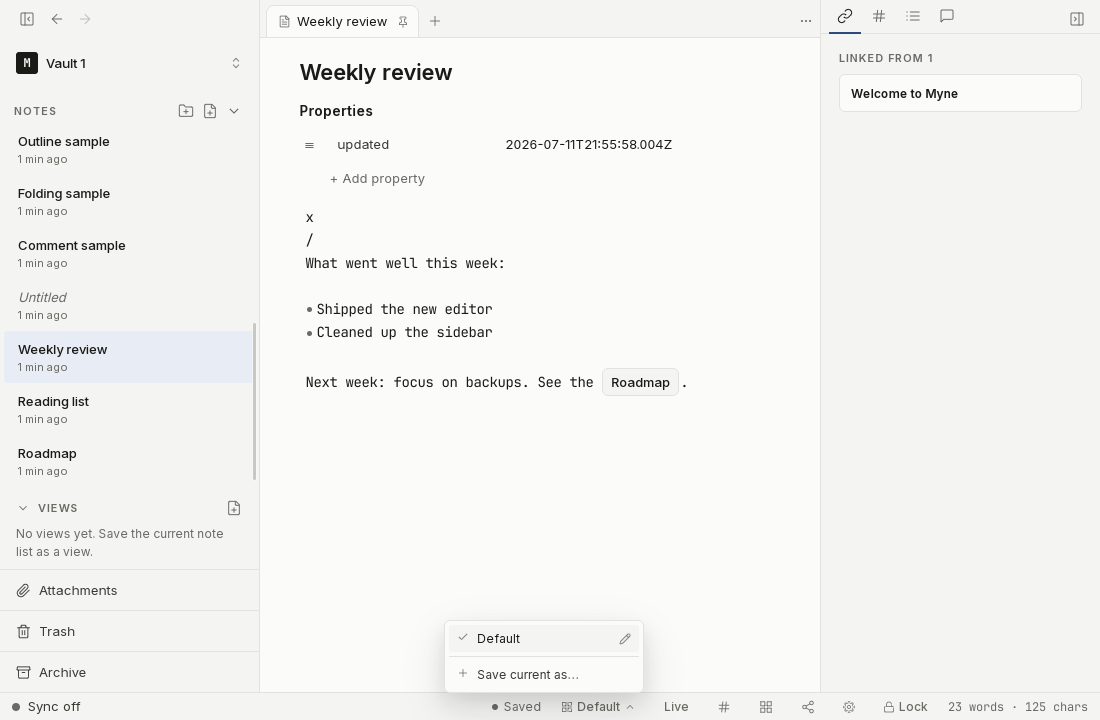 M Vault 1
NOTES
Outline sample
1 min ago
Folding sample
1 min ago
Comment sample
1 min ago
Untitled
1 min ago
Weekly review
1 min ago
Reading list
1 min ago
Roadmap
1 min ago
VIEWS
No views yet. Save the current note
list as a view.
Attachments
Trash
Archive
Sync off
Weekly review
Weekly review
Properties
updated 2026-07-11T21:55:58.004Z
+ Add property
x
/
What went well this week:
• Shipped the new editor
• Cleaned up the sidebar
Next week: focus on backups. See the Roadmap .
Default
+ Save current as...
Saved Default Live Lock 23 words · 125 chars
LINKED FROM 1
Welcome to Myne